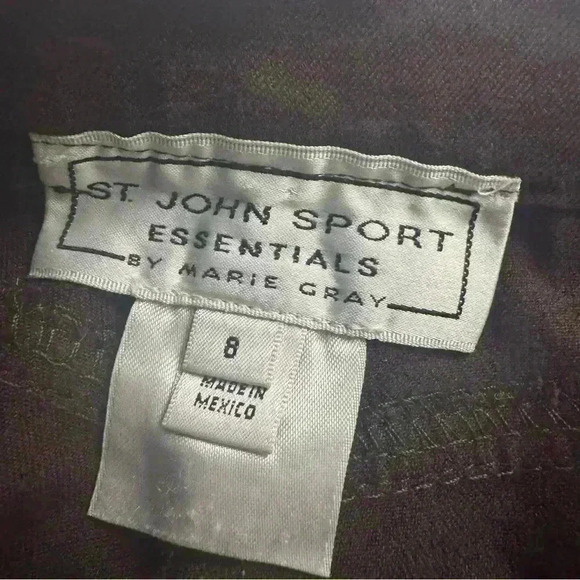 ST. JOHN SPORT
ESSENTIALS
BY MARIE GRAY
8
MADE IN
MEXICO